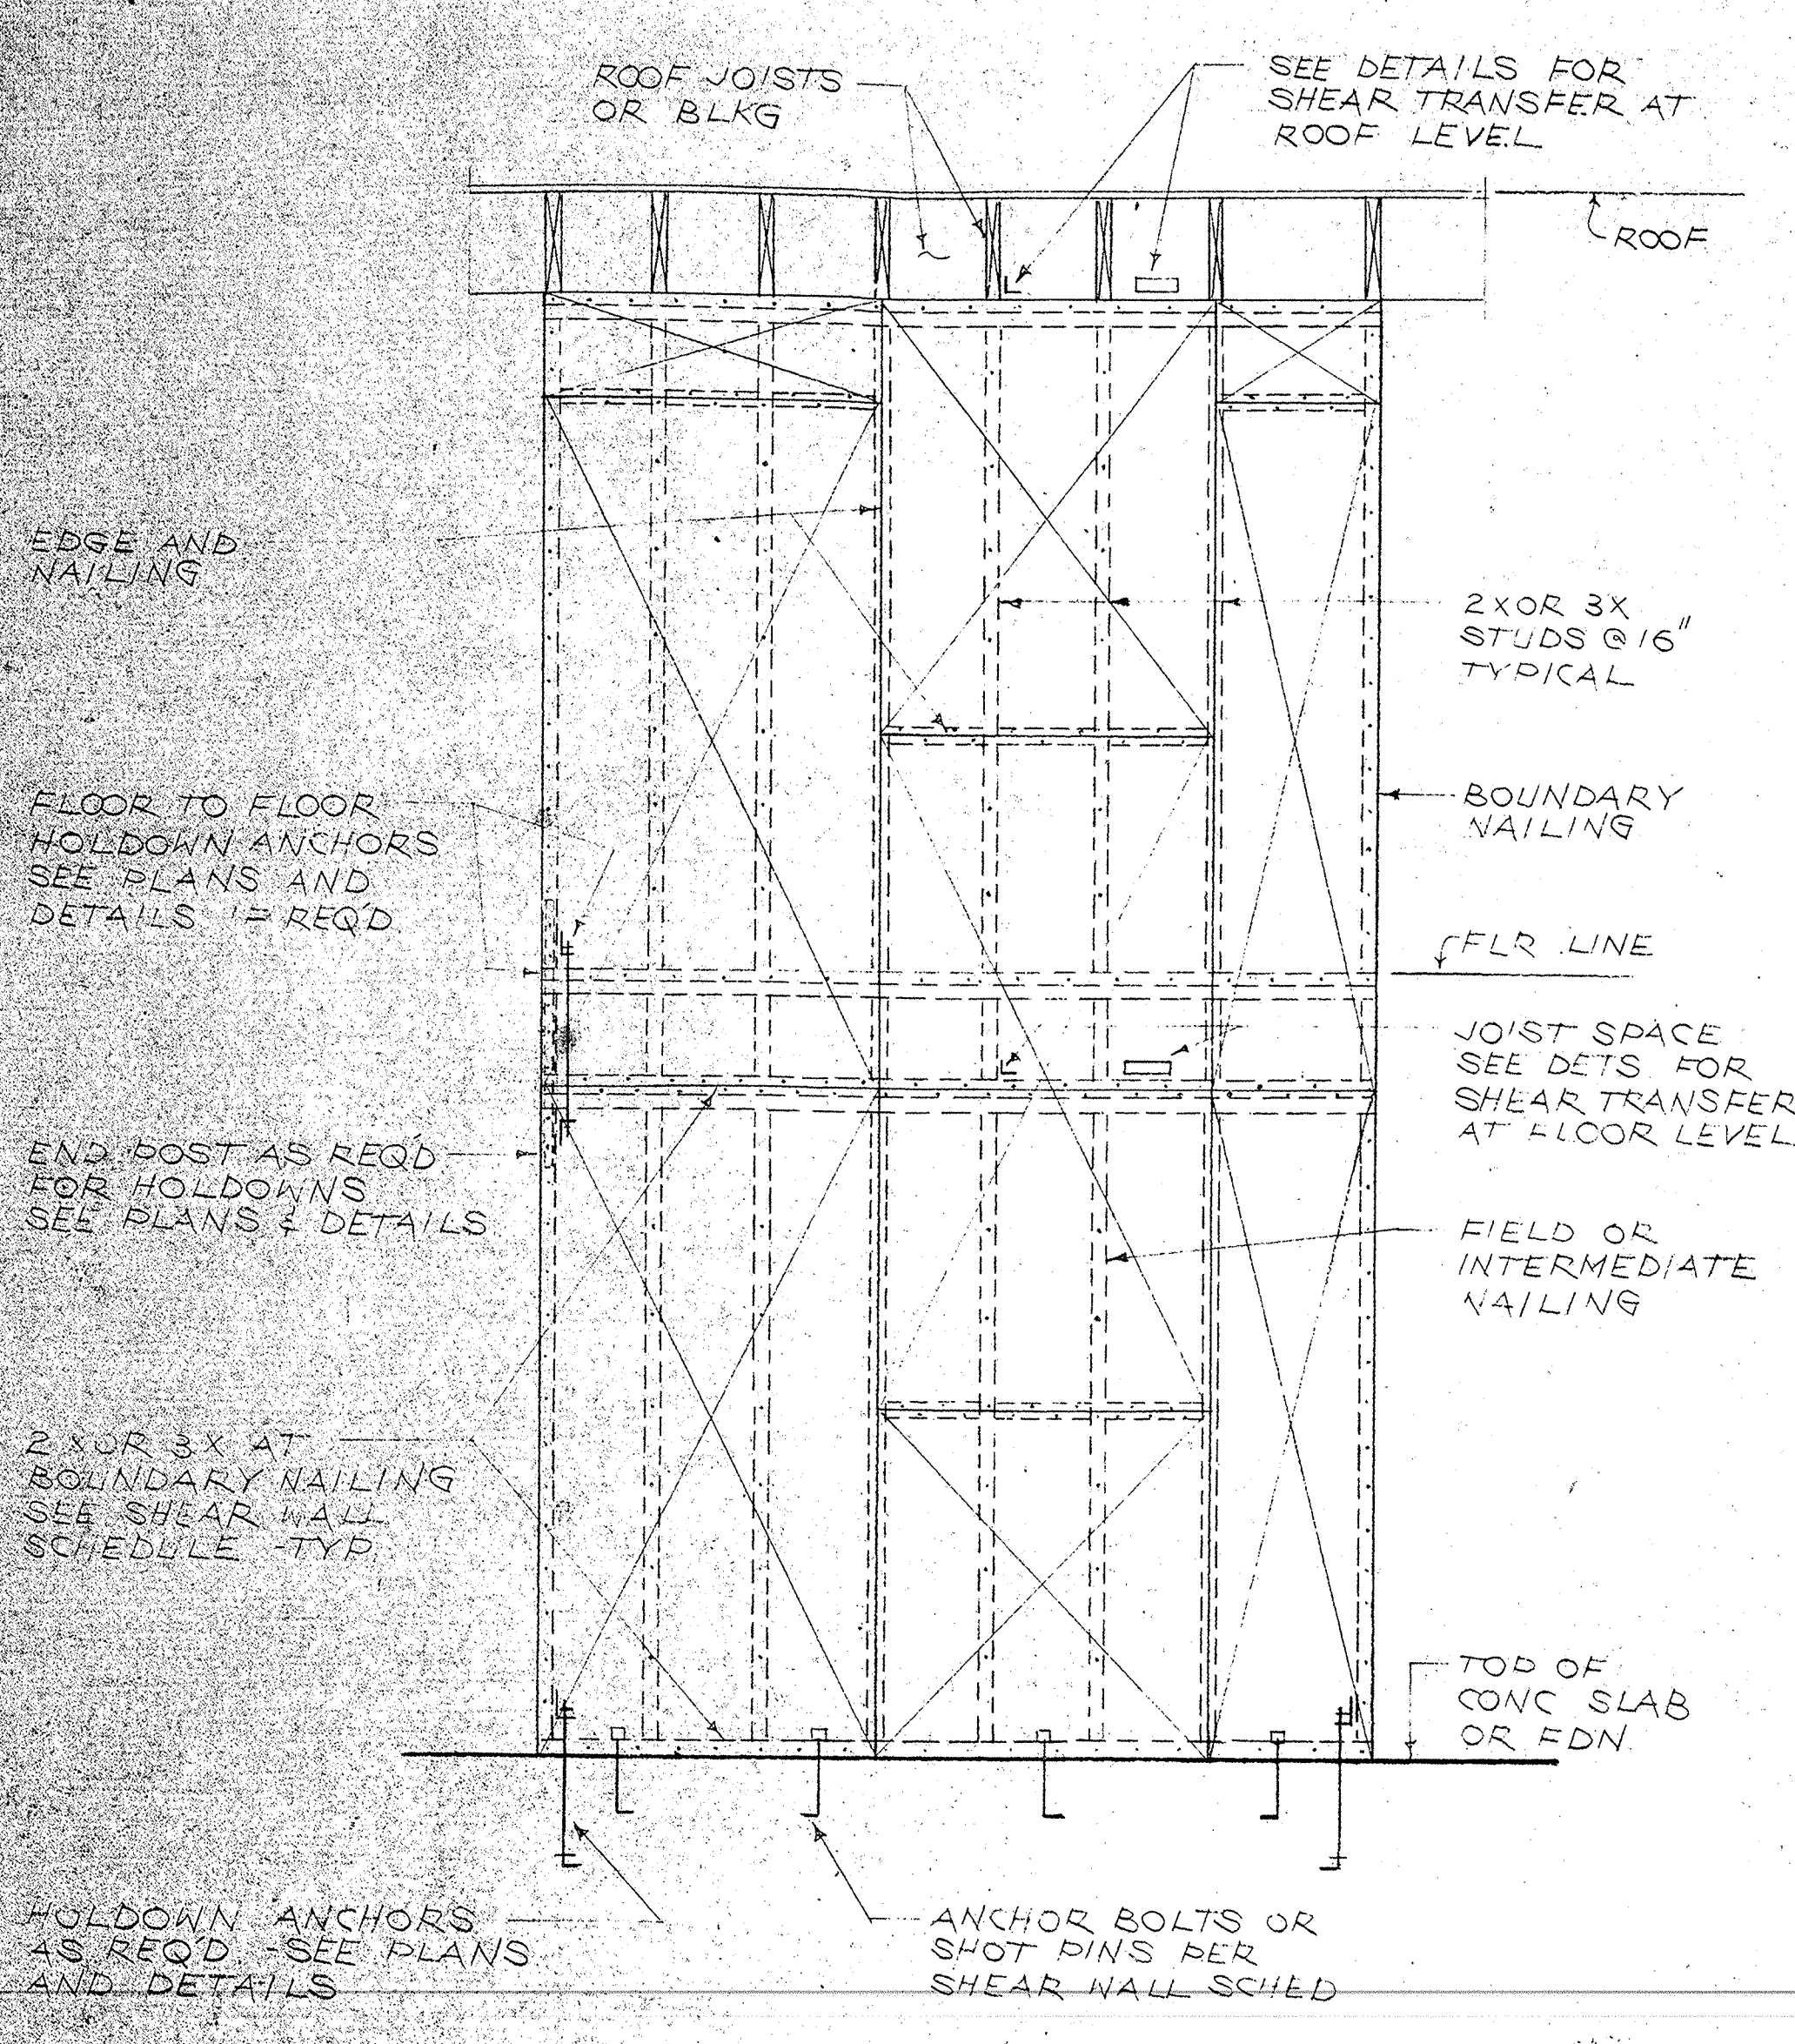 ROOF JOISTS
OR BLKG
SEE DETAILS FOR
SHEAR TRANSFER AT
ROOF LEVEL
ROOF
EDGE AND
NAILING
2X OR 3X
STUDS @ 16"
TYPICAL
FLOOR TO FLOOR
HOLDOWN ANCHORS
SEE PLANS AND
DETAILS IF REQ'D.
BOUNDARY
NAILING
FLR LINE
JOIST SPACE
SEE DETS FOR
SHEAR TRANSFER
AT FLOOR LEVEL
END POST AS REQ'D
FOR HOLDOWNS
SEE PLANS & DETAILS
FIELD OR
INTERMEDIATE
NAILING
2X OR 3X AT
BOUNDARY NAILING
SEE SHEAR WALL
SCHEDULE -TYP.
TOP OF
CONC SLAB
OR FDN.
HOLDOWN ANCHORS
AS REQ'D. -SEE PLANS
AND DETAILS
ANCHOR BOLTS OR
SHOT PINS PER
SHEAR WALL SCHED